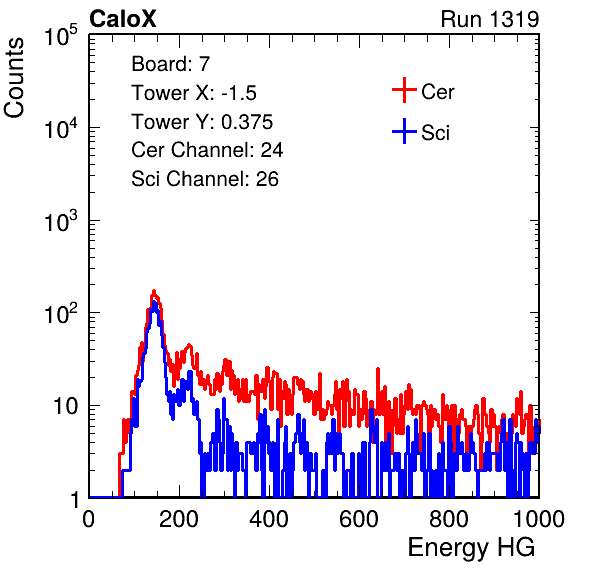 CaloX Run 1319
Counts
10^5
10^4
10^3
10^2
10
1
Board: 7
Tower X: -1.5
Tower Y: 0.375
Cer Channel: 24
Sci Channel: 26
Cer
Sci
0 200 400 600 800 1000
Energy HG